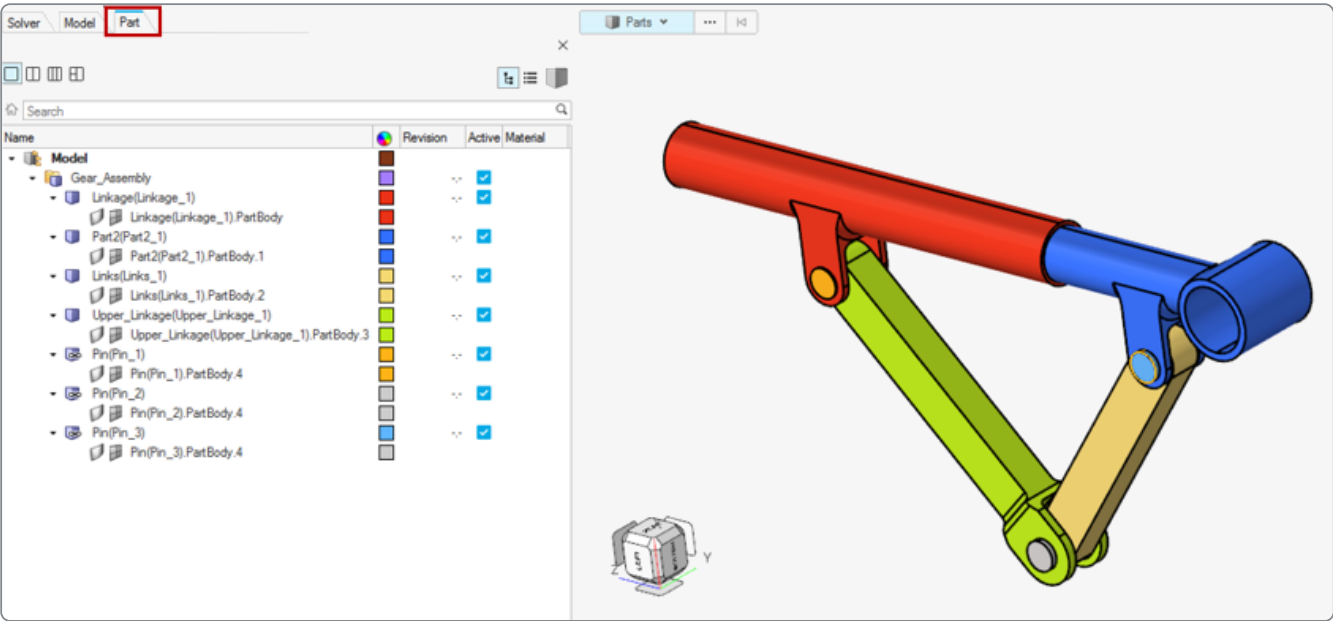 Solver Model Part
Parts
Search
Name Revision Active Material
Model
Gear_Assembly -.-
Linkage(Linkage_1) -.-
Linkage(Linkage_1).PartBody
Part2(Part2_1) -.-
Part2(Part2_1).PartBody.1
Links(Links_1) -.-
Links(Links_1).PartBody.2
Upper_Linkage(Upper_Linkage_1) -.-
Upper_Linkage(Upper_Linkage_1).PartBody.3
Pin(Pin_1) -.-
Pin(Pin_1).PartBody.4
Pin(Pin_2) -.-
Pin(Pin_2).PartBody.4
Pin(Pin_3) -.-
Pin(Pin_3).PartBody.4
Y
Z